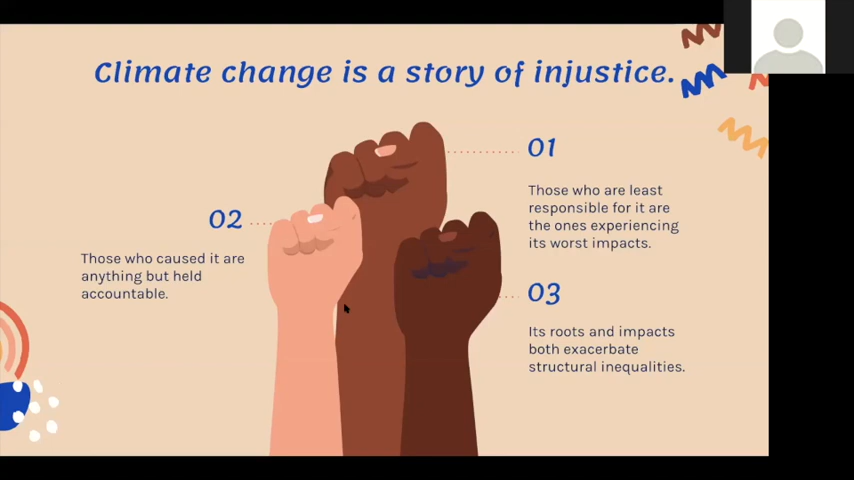 Climate change is a story of injustice.
01
Those who are least
responsible for it are
the ones experiencing
its worst impacts.
02
Those who caused it are
anything but held
accountable.
03
Its roots and impacts
both exacerbate
structural inequalities.